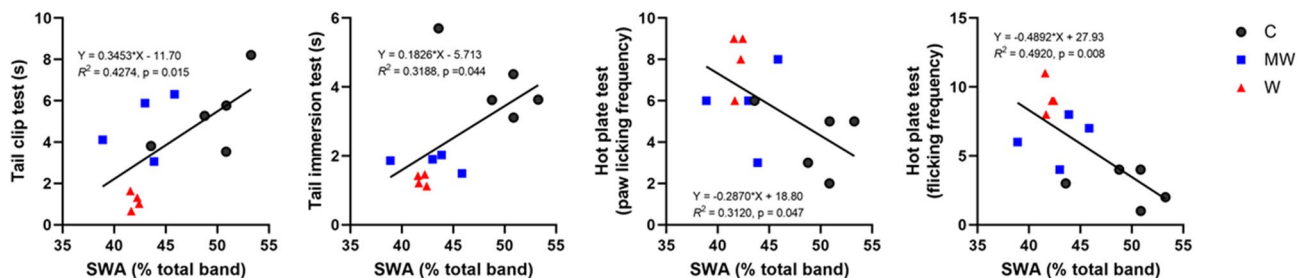 10
8
6
4
2
0
Tail clip test (s)
Y = 0.3453*X - 11.70
R² = 0.4274, p = 0.015
35 40 45 50 55
SWA (% total band)
6
4
2
0
Tail immersion test (s)
Y = 0.1826*X - 5.713
R² = 0.3188, p =0.044
35 40 45 50 55
SWA (% total band)
10
8
6
4
2
0
Hot plate test
(paw licking frequency)
Y = -0.2870*X + 18.80
R² = 0.3120, p = 0.047
35 40 45 50 55
SWA (% total band)
15
10
5
0
Hot plate test
(flicking frequency)
Y = -0.4892*X + 27.93
R² = 0.4920, p = 0.008
35 40 45 50 55
SWA (% total band)
C
MW
W